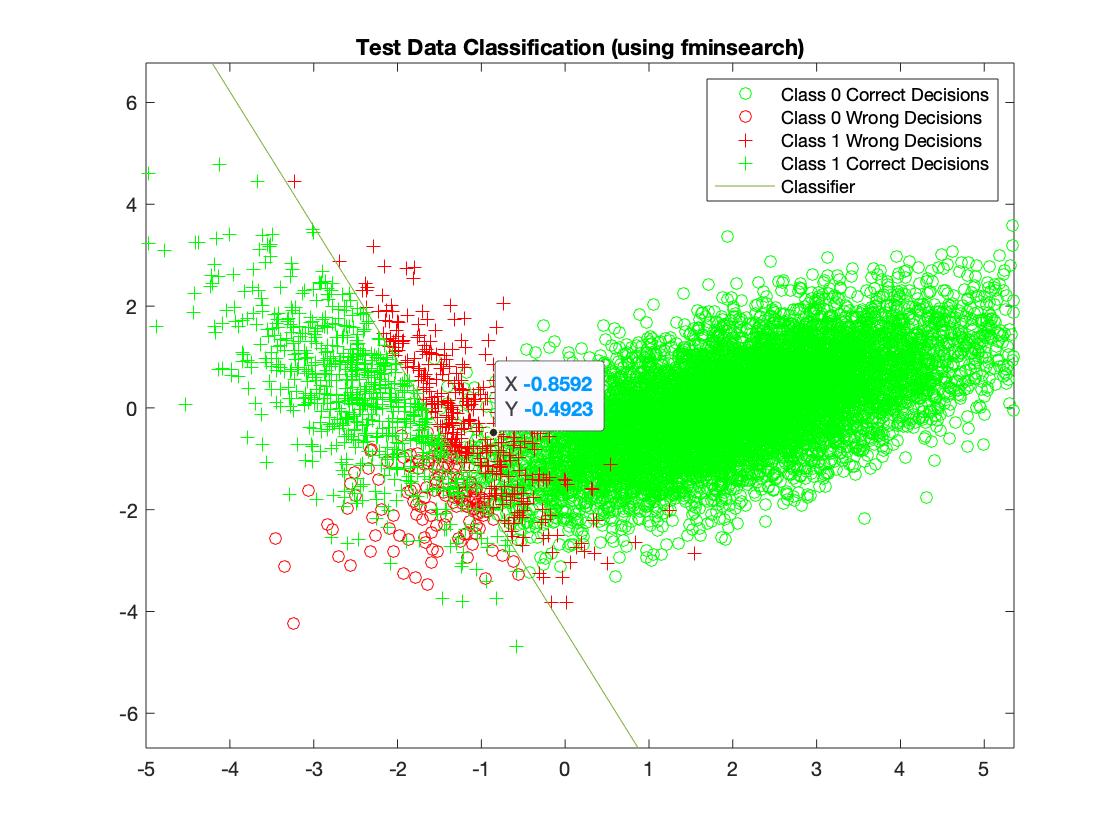 Test Data Classification (using fminsearch)
Class 0 Correct Decisions
Class 0 Wrong Decisions
Class 1 Wrong Decisions
Class 1 Correct Decisions
Classifier
X -0.8592
Y -0.4923
6
4
2
0
-2
-4
-6
-5 -4 -3 -2 -1 0 1 2 3 4 5